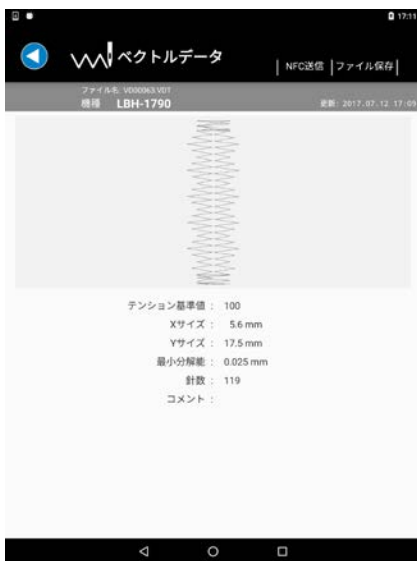 17:11
ベクトルデータ
NFC送信 ファイル保存
ファイル名: VD00063.VDT
機種 LBH-1790
更新: 2017.07.12 17:09
テンション基準値 : 100
Xサイズ : 5.6 mm
Yサイズ : 17.5 mm
最小分解能 : 0.025 mm
針数 : 119
コメント :